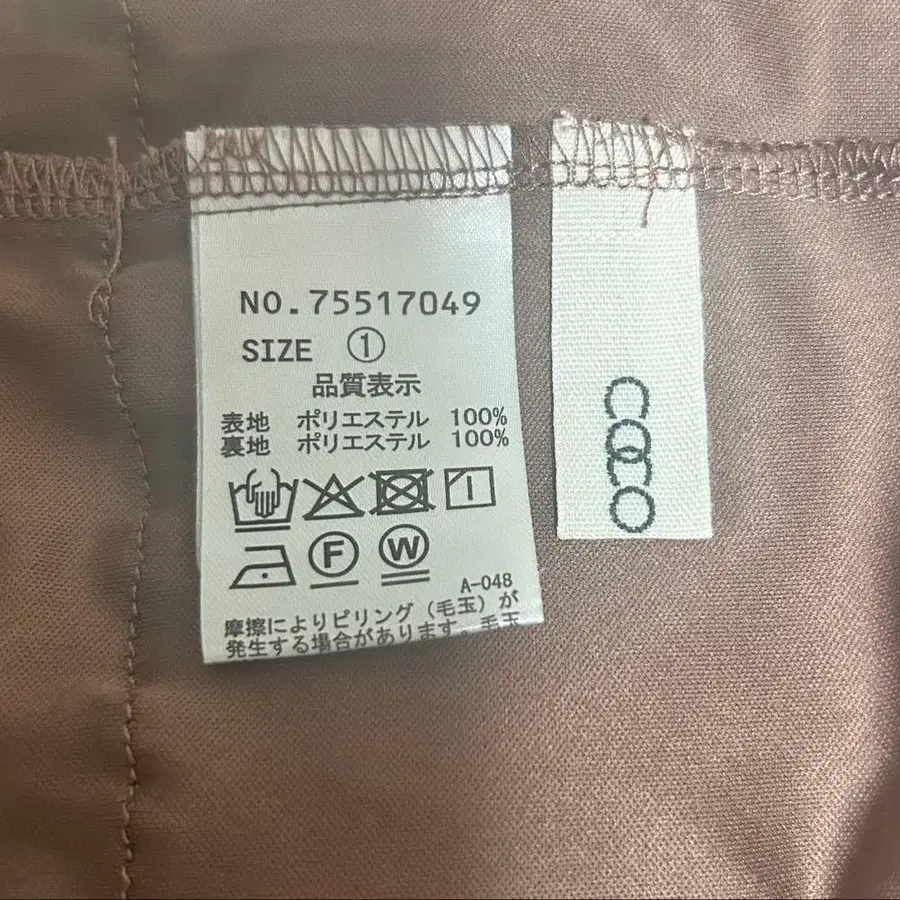 NO.75517049
SIZE ①
品質表示
表地 ポリエステル 100%
裏地 ポリエステル 100%
F W
A-048
摩擦によりピリング(毛玉)が
発生する場合があります。毛玉
COCO